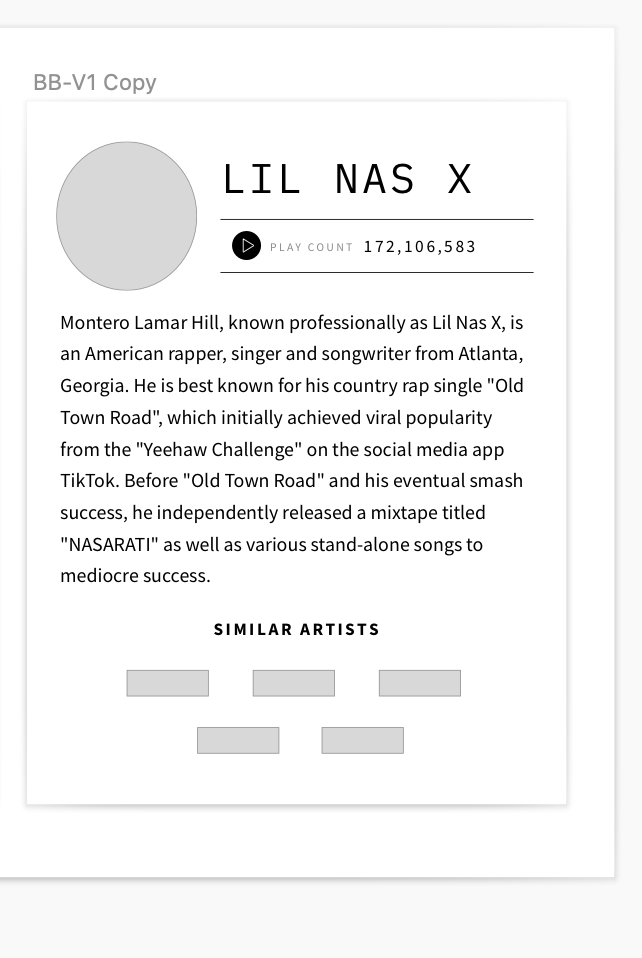 BB-V1 Copy
LIL NAS X
PLAY COUNT 172,106,583
Montero Lamar Hill, known professionally as Lil Nas X, is
an American rapper, singer and songwriter from Atlanta,
Georgia. He is best known for his country rap single "Old
Town Road", which initially achieved viral popularity
from the "Yeehaw Challenge" on the social media app
TikTok. Before "Old Town Road" and his eventual smash
success, he independently released a mixtape titled
"NASARATI" as well as various stand-alone songs to
mediocre success.
SIMILAR ARTISTS